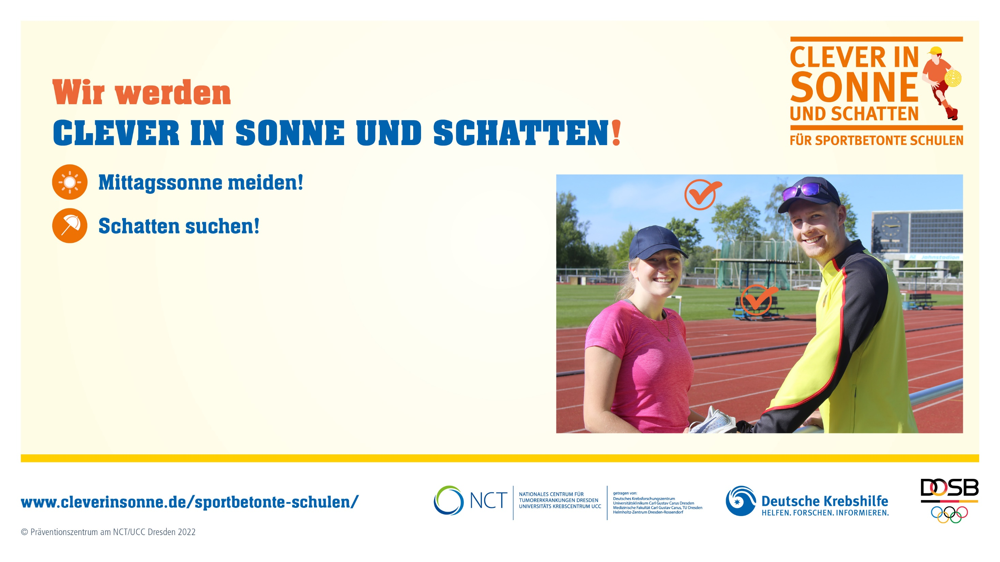 CLEVER IN
SONNE
UND SCHATTEN
FÜR SPORTBETONTE SCHULEN
Wir werden
CLEVER IN SONNE UND SCHATTEN!
Mittagssonne meiden!
Schatten suchen!
Jahnstadion
www.cleverinsonne.de/sportbetonte-schulen/
NCT
NATIONALES CENTRUM FÜR
TUMORERKRANKUNGEN DRESDEN
UNIVERSITÄTS KREBSCENTRUM UCC
getragen von:
Deutsches Krebsforschungszentrum
Universitätsklinikum Carl Gustav Carus Dresden
Medizinische Fakultät Carl Gustav Carus, TU Dresden
Helmholtz-Zentrum Dresden-Rossendorf
Deutsche Krebshilfe
HELFEN. FORSCHEN. INFORMIEREN.
DOSB
© Präventionszentrum am NCT/UCC Dresden 2022